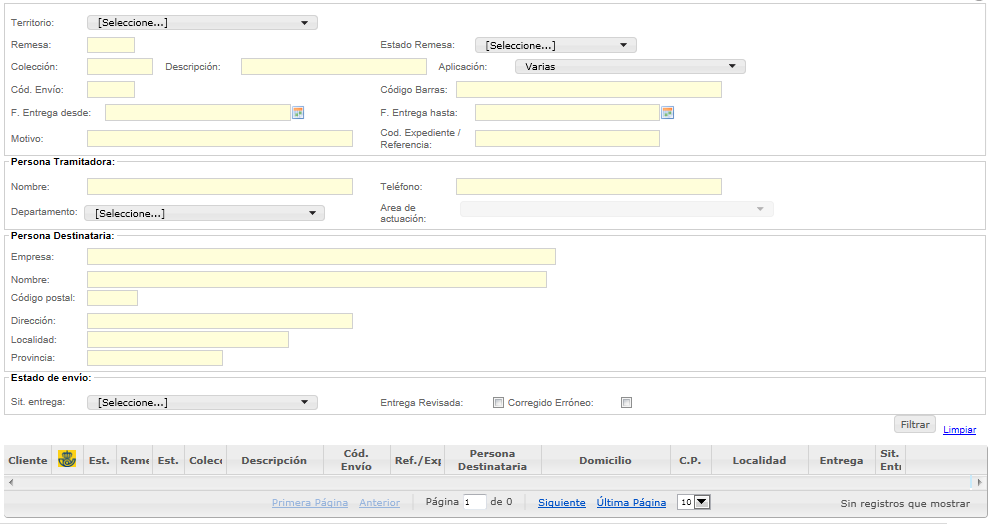 Territorio: [Seleccione...]
Remesa: Estado Remesa: [Seleccione...]
Colección: Descripción: Aplicación: Varias
Cód. Envío: Código Barras:
F. Entrega desde: F. Entrega hasta:
Motivo: Cod. Expediente /
Referencia:
Persona Tramitadora:
Nombre: Teléfono:
Departamento: [Seleccione...] Area de
actuación:
Persona Destinataria:
Empresa:
Nombre:
Código postal:
Dirección:
Localidad:
Provincia:
Estado de envío:
Sit. entrega: [Seleccione...] Entrega Revisada: Corregido Erróneo:
Filtrar Limpiar
Cliente Est. Reme Est. Colecc Descripción Cód. Envío Ref./Exp Persona Destinataria Domicilio C.P. Localidad Entrega Sit. Entr
Primera Página Anterior Página 1 de 0 Siguiente Última Página 10 Sin registros que mostrar